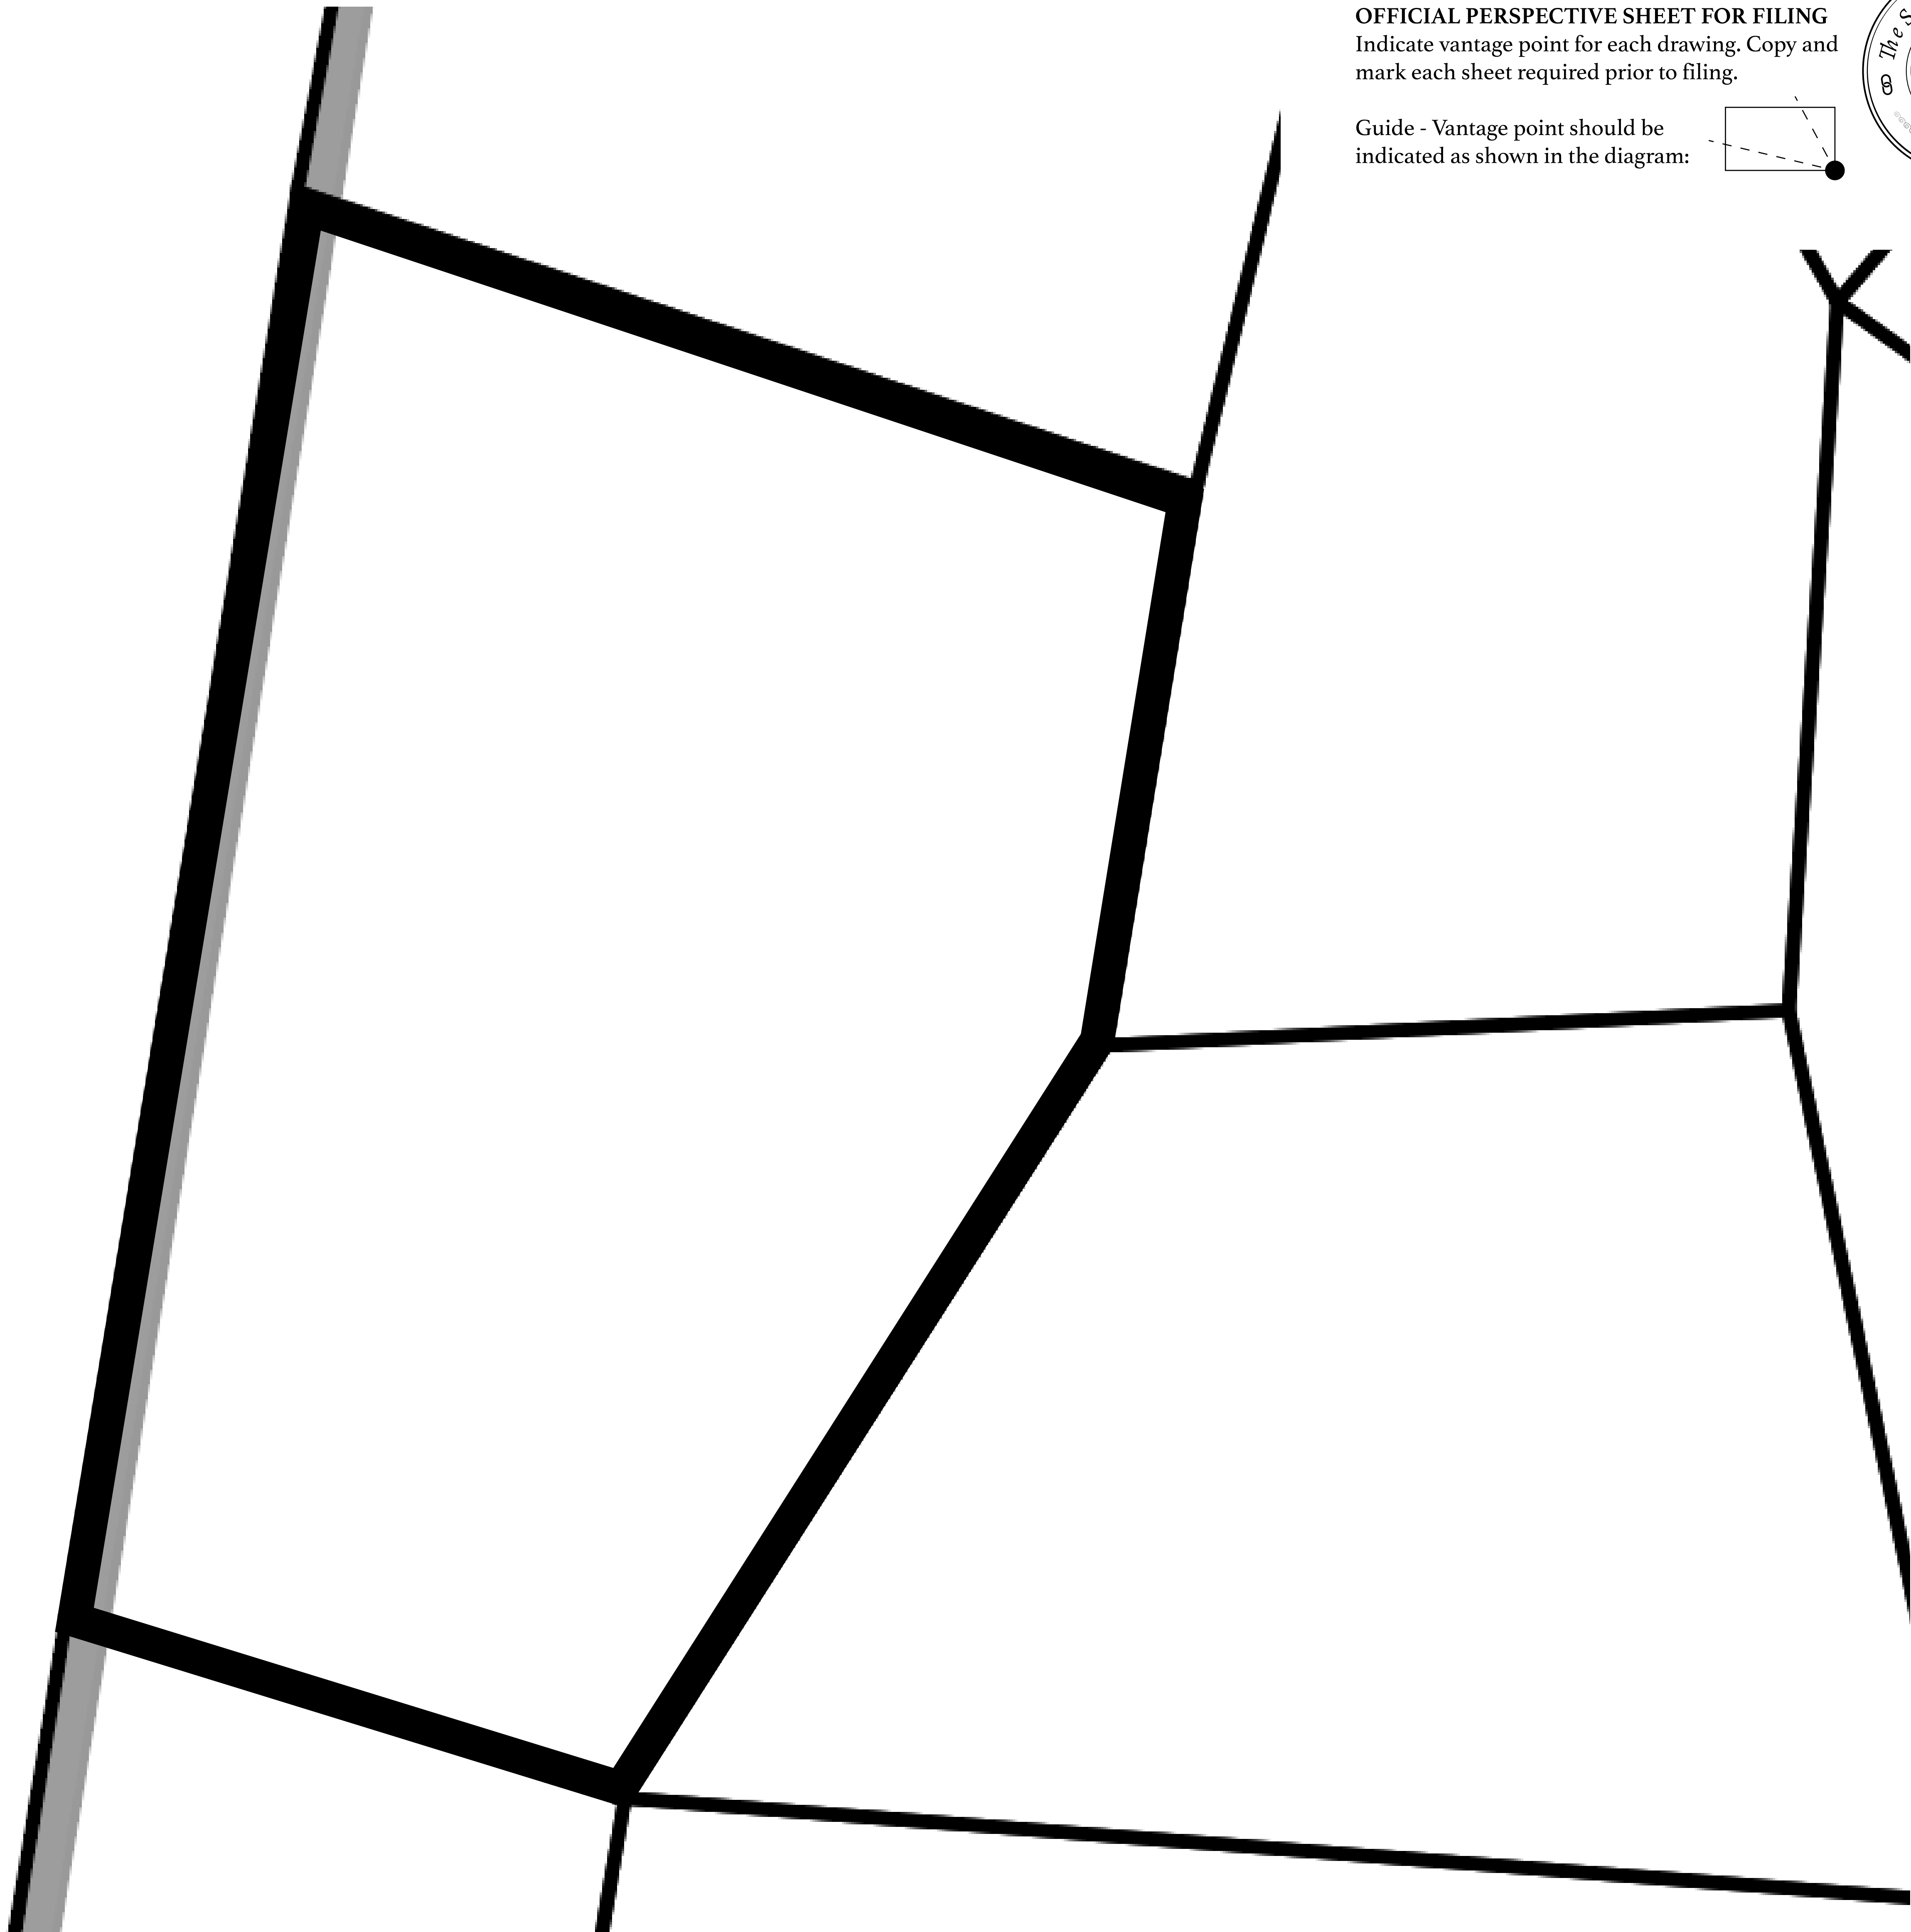 OFFICIAL PERSPECTIVE SHEET FOR FILING
Indicate vantage point for each drawing. Copy and
mark each sheet required prior to filing.
Guide - Vantage point should be
indicated as shown in the diagram:
The